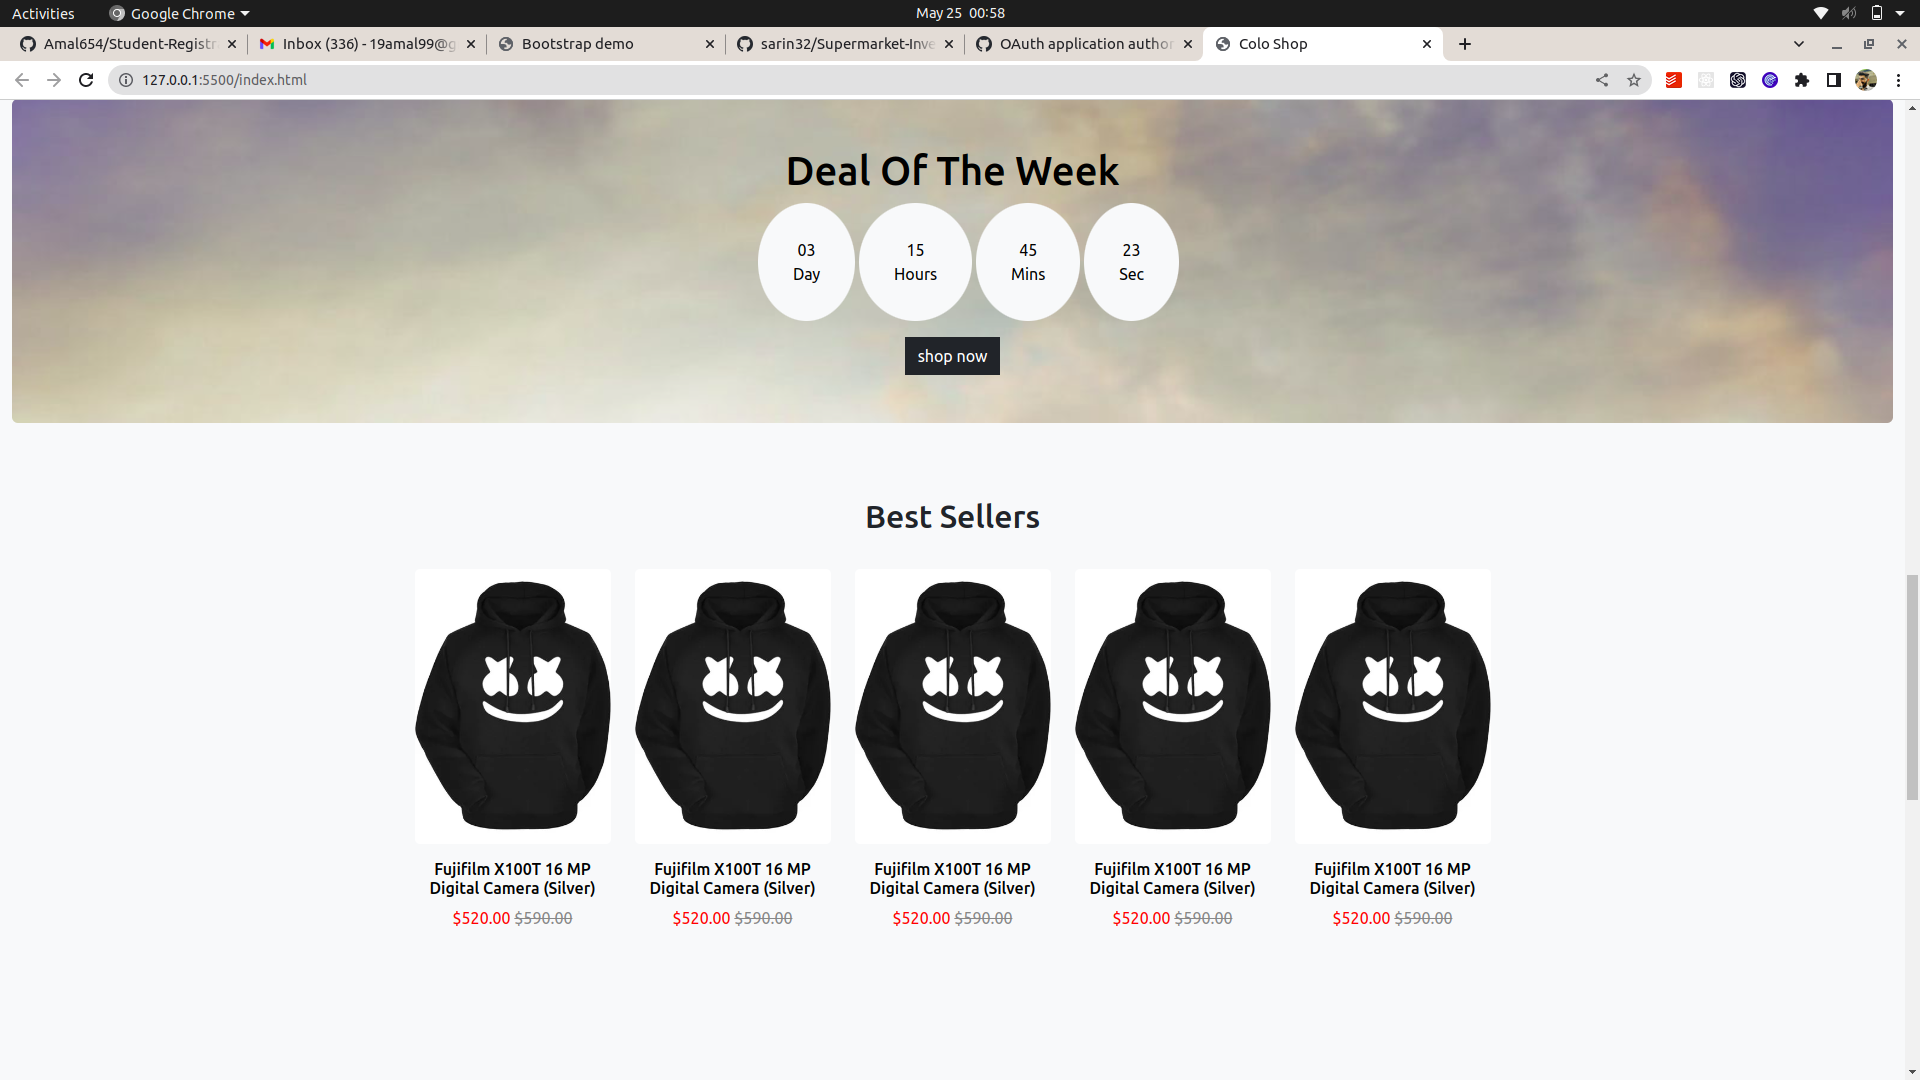 Activities
Google Chrome
May 25 00:58
Amal654/Student-Registr
Inbox (336) - 19amal99@g
Bootstrap demo
sarin32/Supermarket-Inve
OAuth application author
Colo Shop
127.0.0.1:5500/index.html
Deal Of The Week
03 15 45 23
Day Hours Mins Sec
shop now
Best Sellers
Fujifilm X100T 16 MP
Digital Camera (Silver)
$520.00 $590.00
Fujifilm X100T 16 MP
Digital Camera (Silver)
$520.00 $590.00
Fujifilm X100T 16 MP
Digital Camera (Silver)
$520.00 $590.00
Fujifilm X100T 16 MP
Digital Camera (Silver)
$520.00 $590.00
Fujifilm X100T 16 MP
Digital Camera (Silver)
$520.00 $590.00